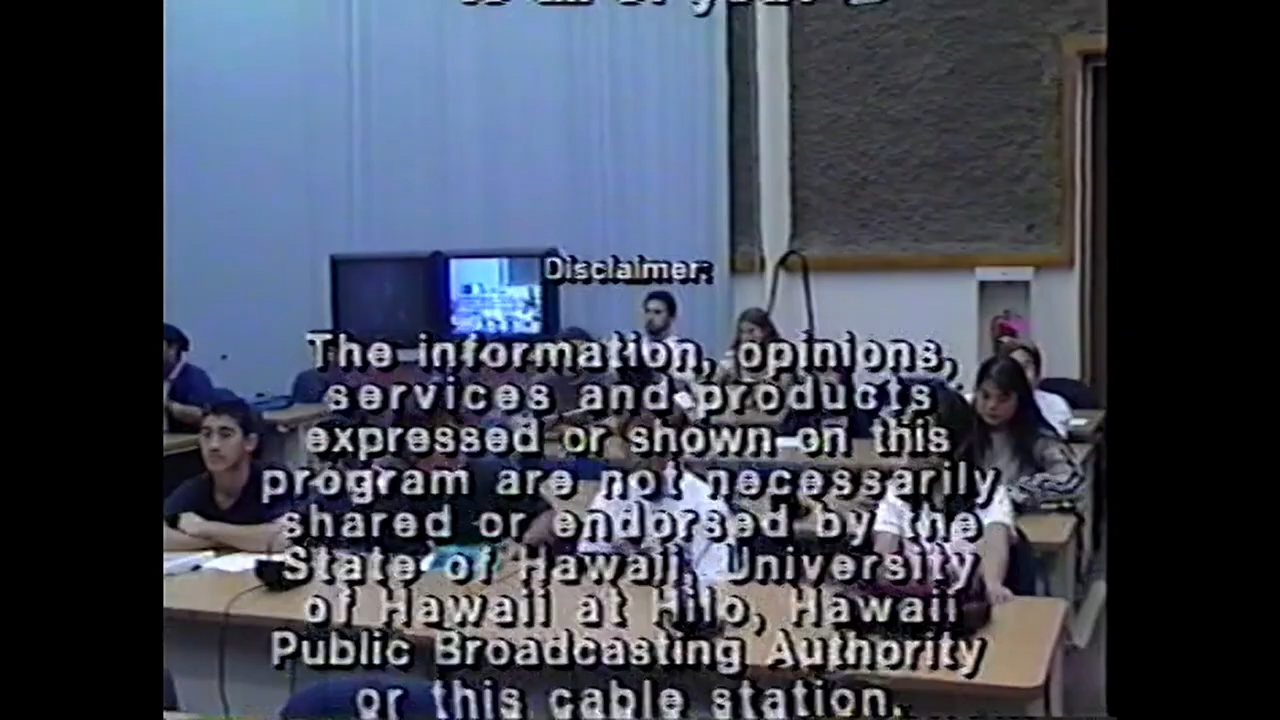 Disclaimer:
The information, opinions,
services and products
expressed or shown on this
program are not necessarily
shared or endorsed by the
State of Hawaii, University
of Hawaii at Hilo, Hawaii
Public Broadcasting Authority
or this cable station.